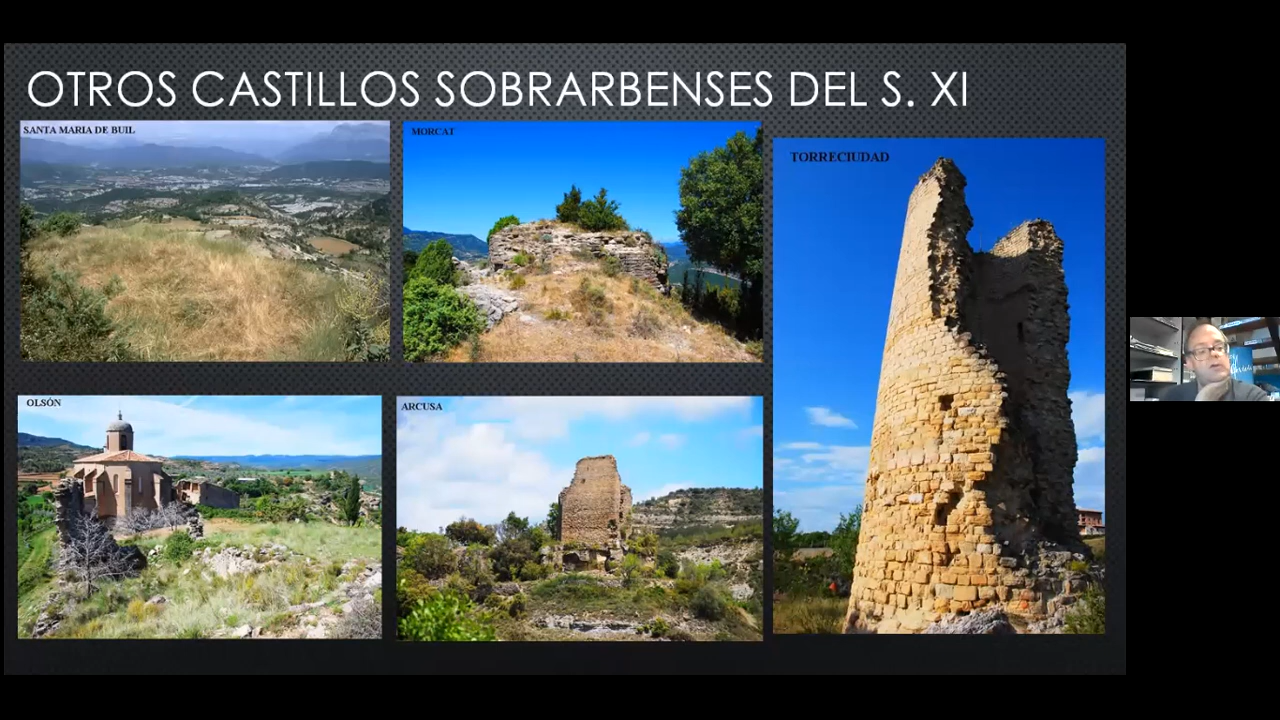 OTROS CASTILLOS SOBRARBENSES DEL S. XI
SANTA MARIA DE BUIL
MORCAT
TORRECIUDAD
OLSÓN
ARCUSA